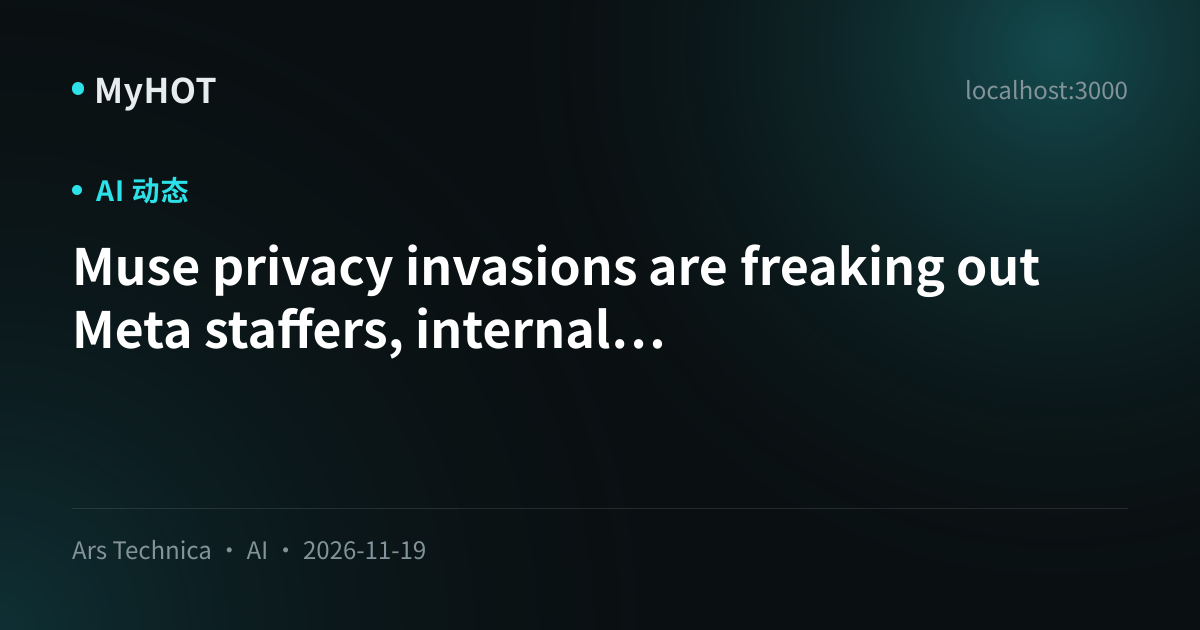 MyHOT
localhost:3000
AI 动态
Muse privacy invasions are freaking out
Meta staffers, internal…
Ars Technica • AI • 2026-11-19